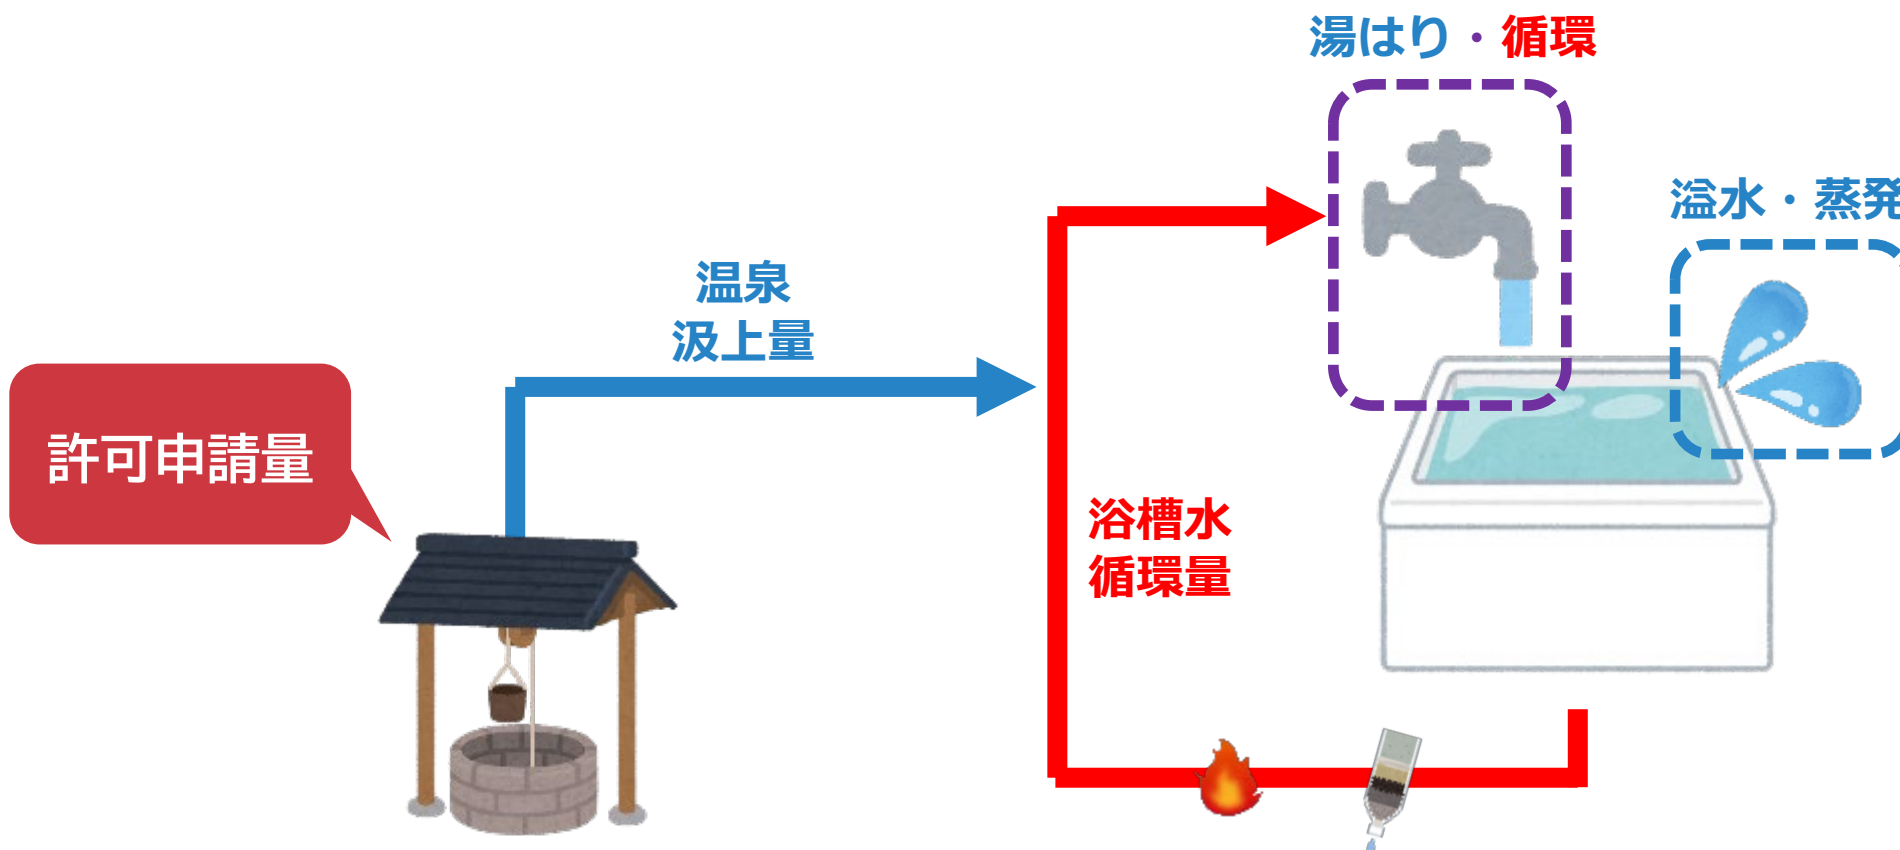 湯はり・循環
溢水・蒸発
温泉
汲上量
許可申請量
浴槽水
循環量